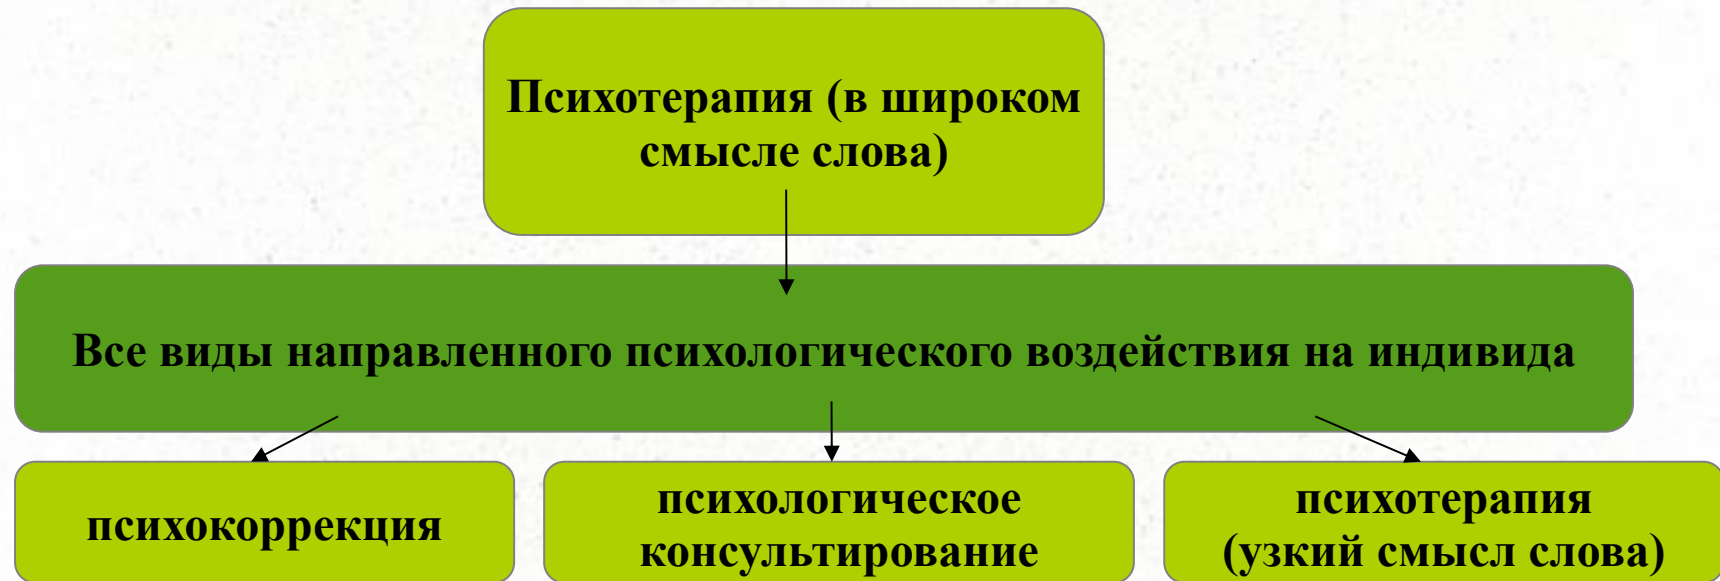 Психотерапия (в широком
смысле слова)
Все виды направленного психологического воздействия на индивида
психокоррекция
психологическое
консультирование
психотерапия
(узкий смысл слова)